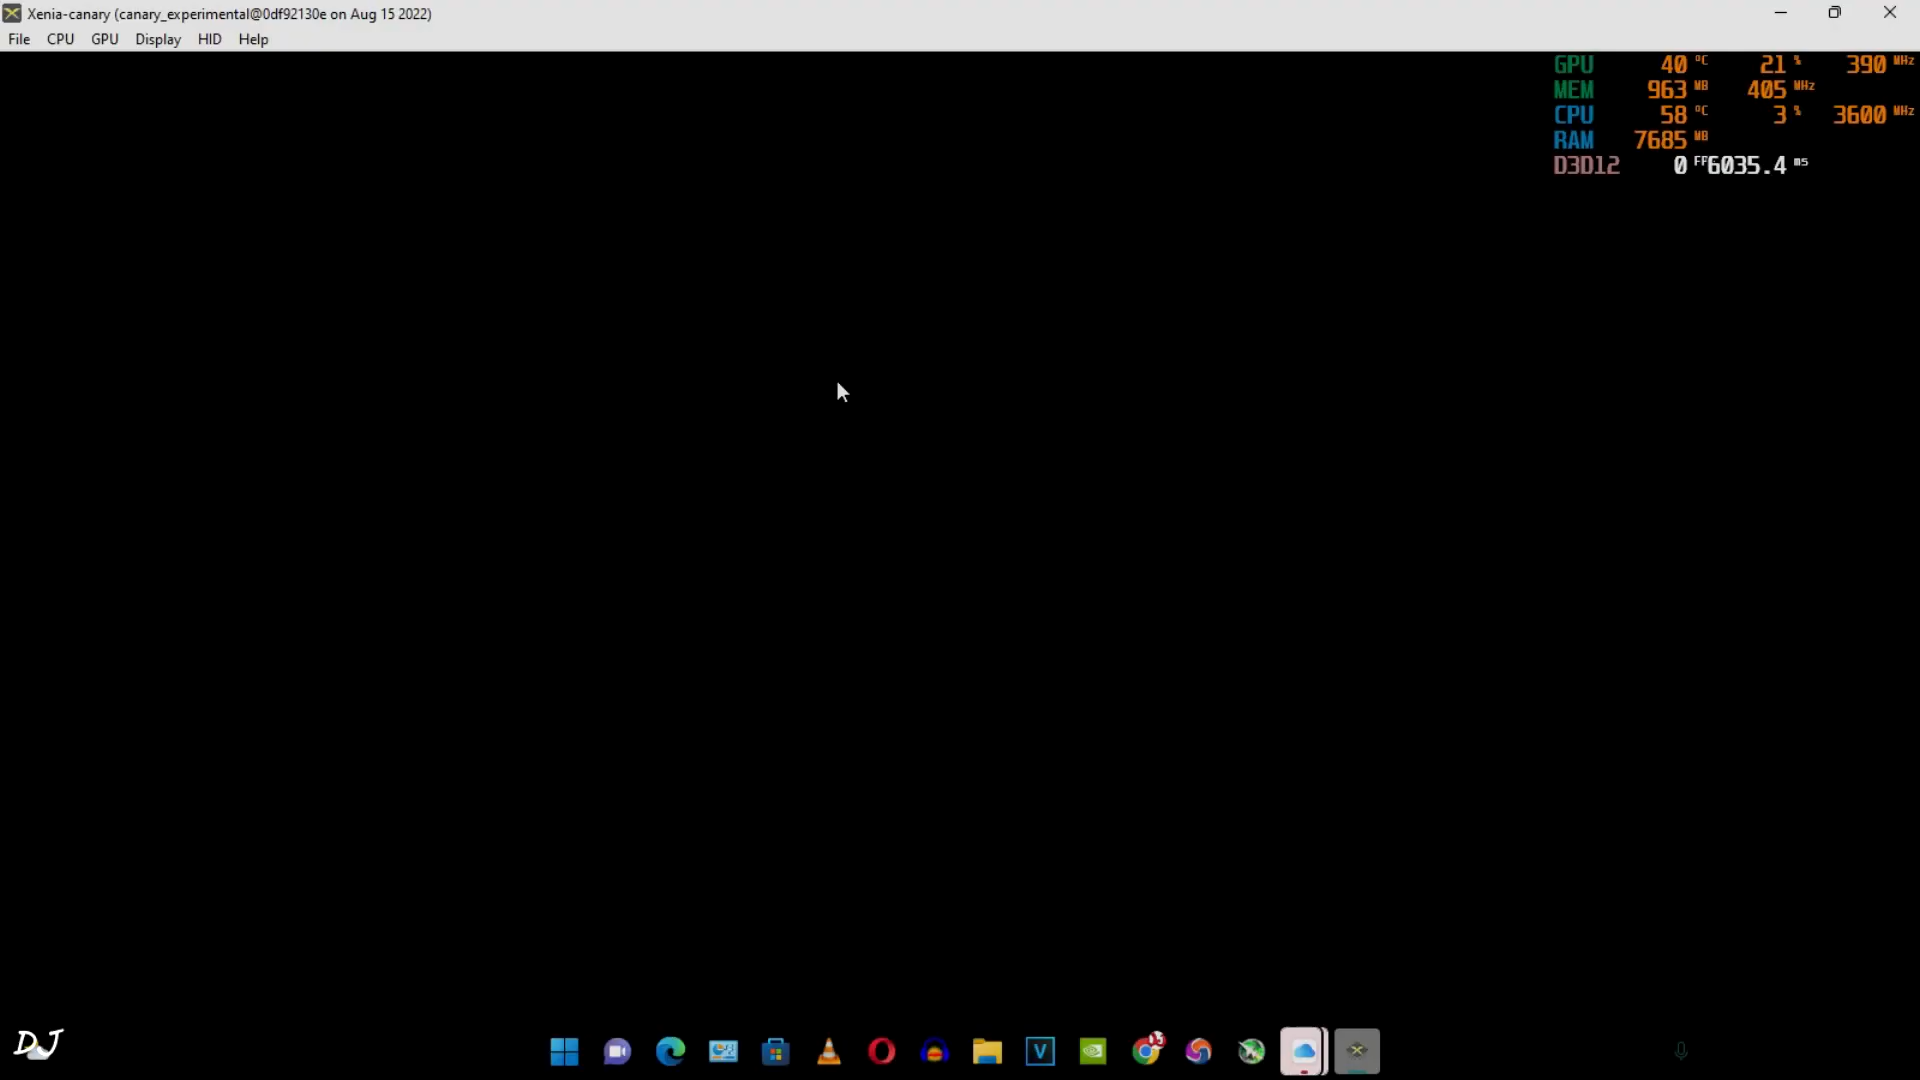 Xenia-canary (canary_experimental@0df92130e on Aug 15 2022)
File CPU GPU Display HID Help
GPU 40 °C 21 % 390 MHz
MEM 963 MB 405 MHz
CPU 58 °C 3 % 3600 MHz
RAM 7685 MB
D3D12 0 6035.4 ms
DJ
V